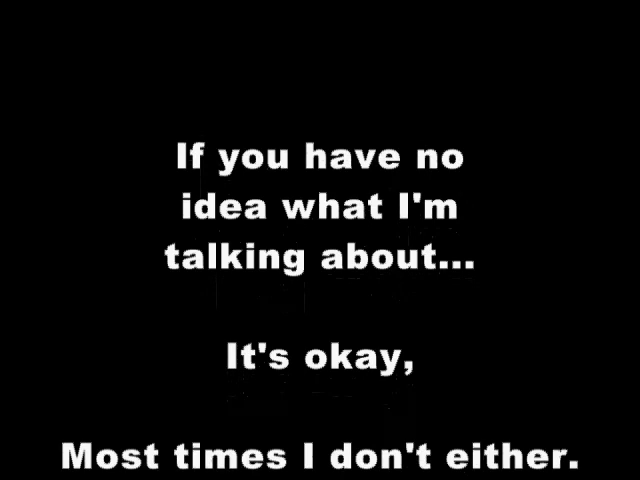 If you have no
idea what I'm
talking about...
It's okay,
Most times I don't either.